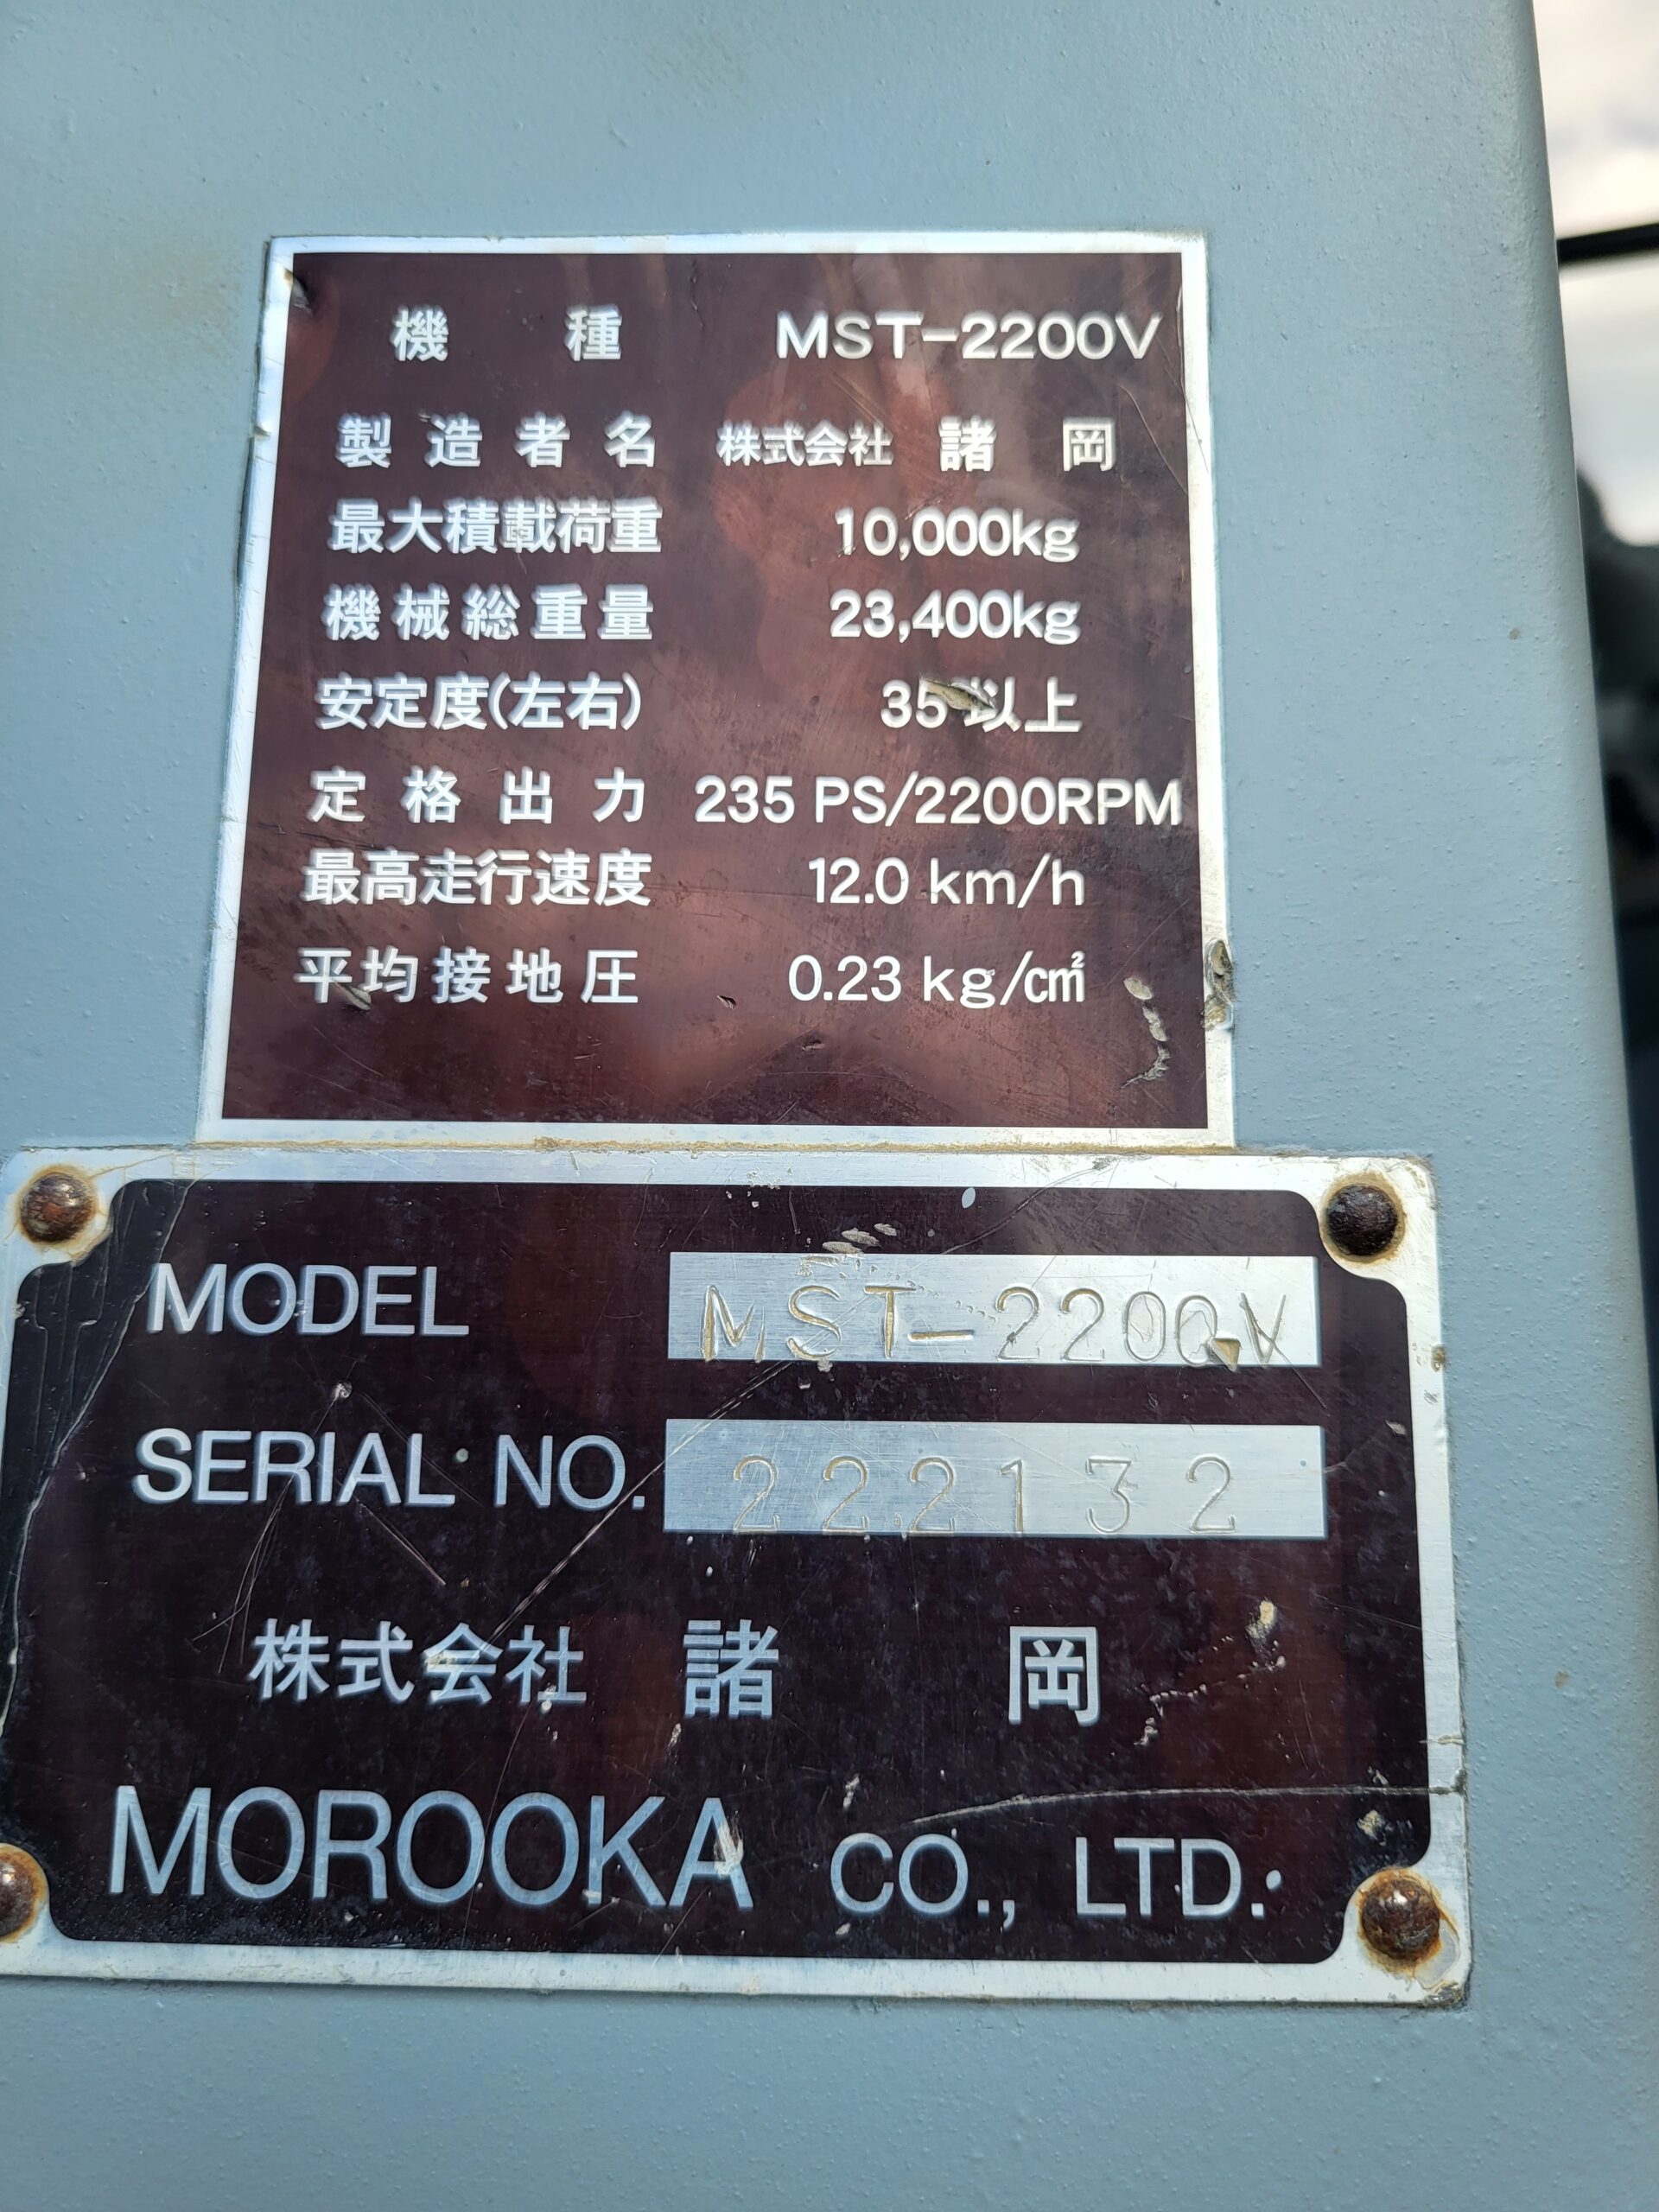 機種 MST-2200V
製造者名 株式会社 諸岡
最大積載荷重 10,000kg
機械総重量 23,400kg
安定度(左右) 35 以上
定格出力 235 PS/2200RPM
最高走行速度 12.0 km/h
平均接地圧 0.23 kg/c㎡
MODEL MST-2200V
SERIAL NO. 222132
株式会社 諸岡
MOROOKA CO., LTD.